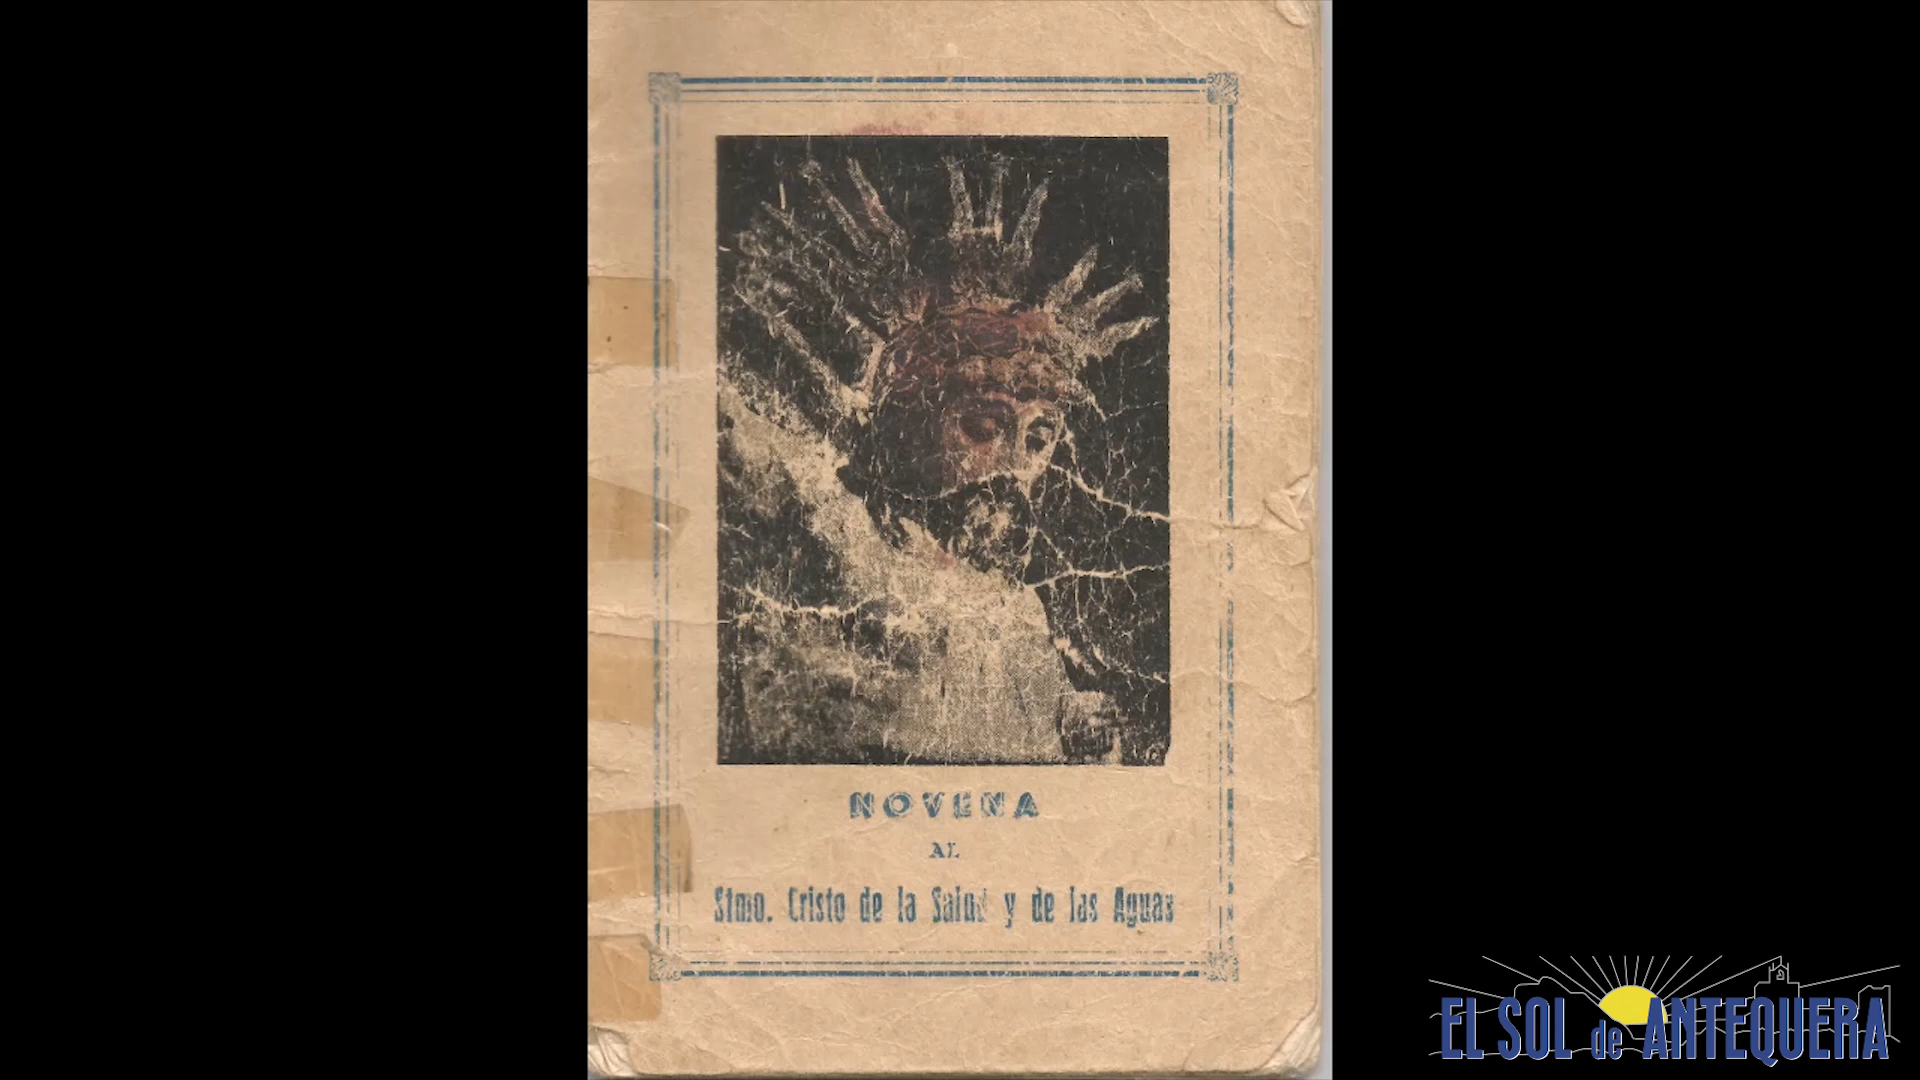 NOVENA
AL
Stmo. Cristo de la Salud y de las Aguas
EL SOL de ANTEQUERA